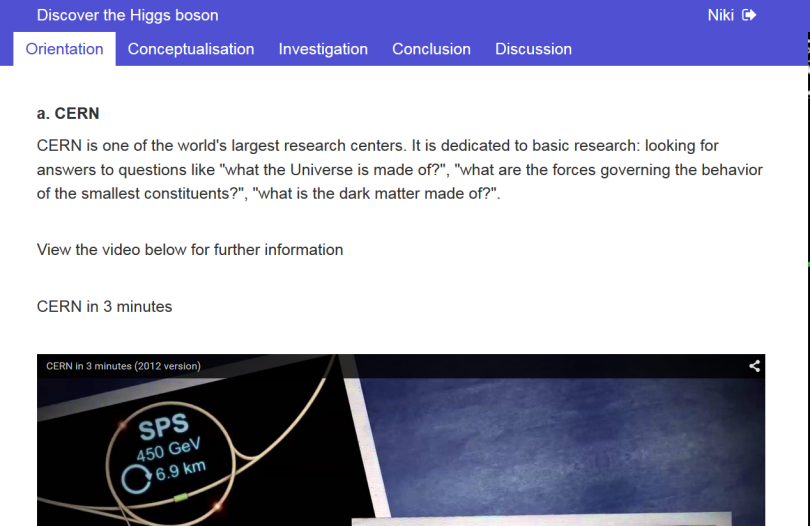 Discover the Higgs boson
Niki
Orientation
Conceptualisation
Investigation
Conclusion
Discussion
a. CERN
CERN is one of the world's largest research centers. It is dedicated to basic research: looking for
answers to questions like "what the Universe is made of?", "what are the forces governing the behavior
of the smallest constituents?", "what is the dark matter made of?".
View the video below for further information
CERN in 3 minutes
CERN in 3 minutes (2012 version)
SPS
450 GeV
6.9 km